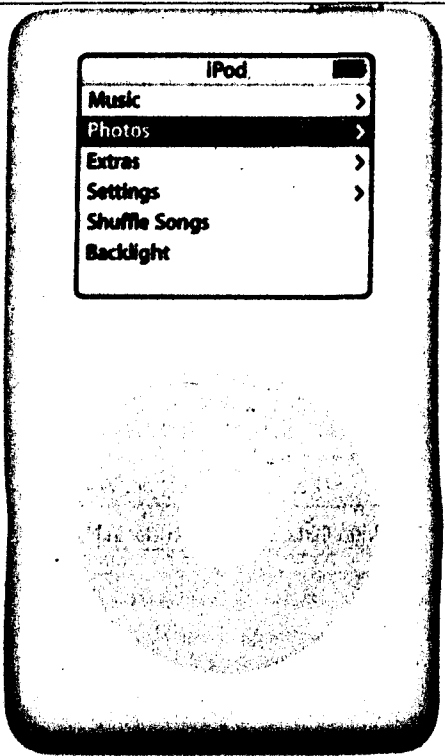 iPod
Music >
Photos >
Extras >
Settings >
Shuffle Songs
Backlight